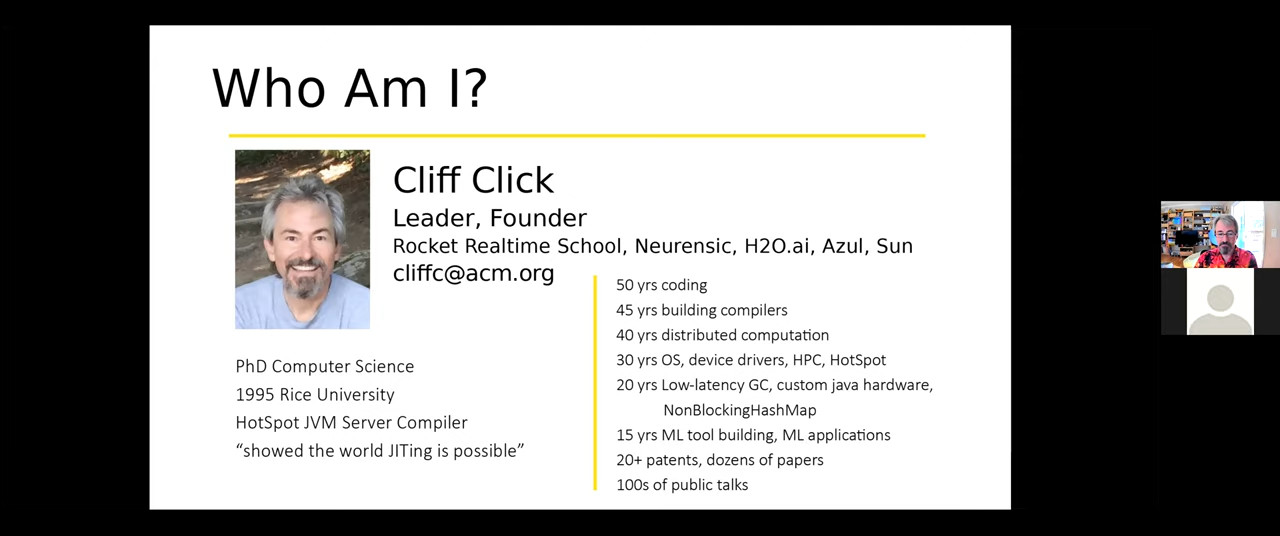 Who Am I?
Cliff Click
Leader, Founder
Rocket Realtime School, Neurensic, H2O.ai, Azul, Sun
cliffc@acm.org
PhD Computer Science
1995 Rice University
HotSpot JVM Server Compiler
“showed the world JITing is possible”
50 yrs coding
45 yrs building compilers
40 yrs distributed computation
30 yrs OS, device drivers, HPC, HotSpot
20 yrs Low-latency GC, custom java hardware,
NonBlockingHashMap
15 yrs ML tool building, ML applications
20+ patents, dozens of papers
100s of public talks